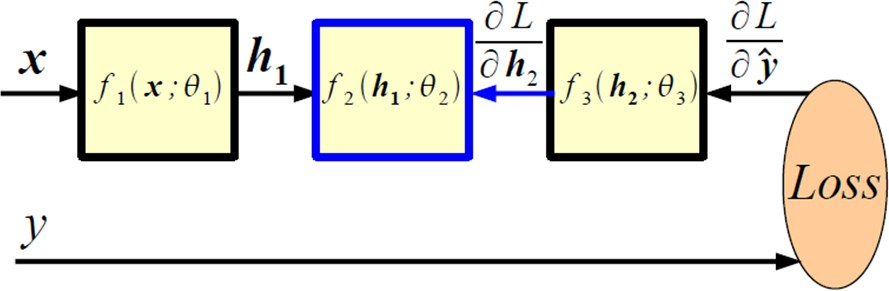 x
f₁(x;θ₁)
h₁
f₂(h₁;θ₂)
∂L/∂h₂
f₃(h₂;θ₃)
∂L/∂ŷ
Loss
y